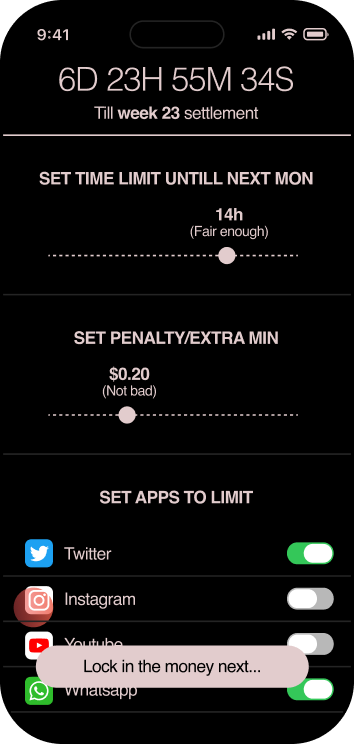 9:41
6D 23H 55M 34S
Till week 23 settlement
SET TIME LIMIT UNTILL NEXT MON
14h
(Fair enough)
SET PENALTY/EXTRA MIN
$0.20
(Not bad)
SET APPS TO LIMIT
Twitter
Instagram
Youtube
Lock in the money next...
Whatsapp